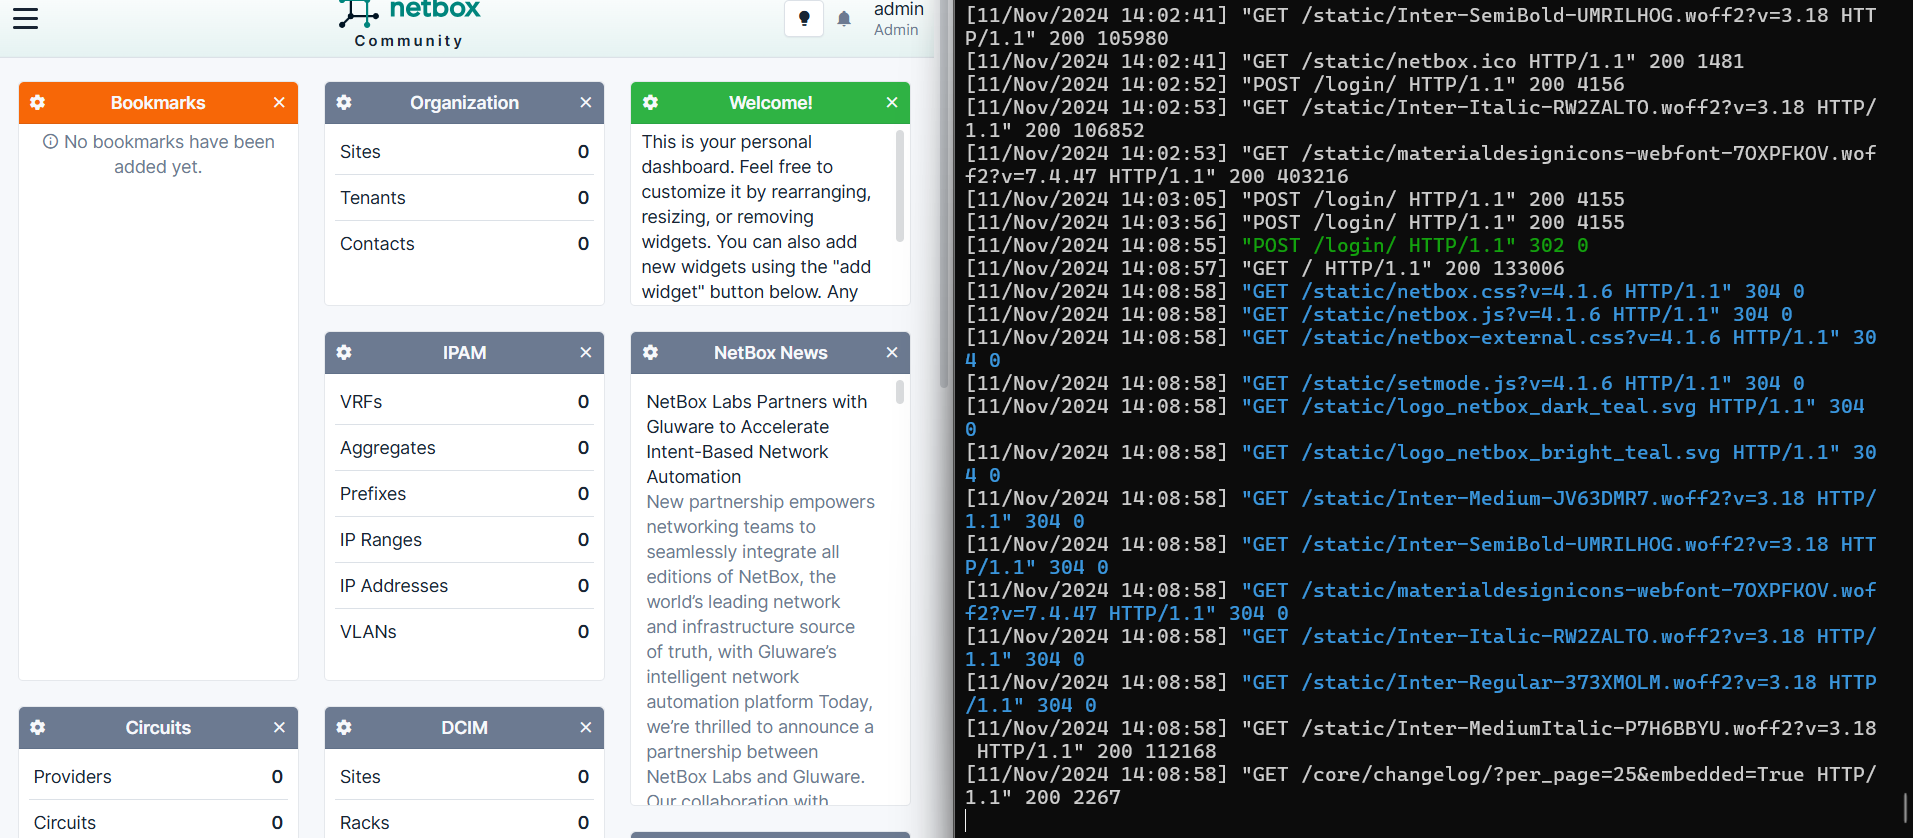 netbox
Community
admin
Admin
Bookmarks
No bookmarks have been
added yet.
Organization
Sites 0
Tenants 0
Contacts 0
Welcome!
This is your personal
dashboard. Feel free to
customize it by rearranging,
resizing, or removing
widgets. You can also add
new widgets using the "add
widget" button below. Any
IPAM
VRFs 0
Aggregates 0
Prefixes 0
IP Ranges 0
IP Addresses 0
VLANs 0
NetBox News
NetBox Labs Partners with
Gluware to Accelerate
Intent-Based Network
Automation
New partnership empowers
networking teams to
seamlessly integrate all
editions of NetBox, the
world’s leading network
and infrastructure source
of truth, with Gluware’s
intelligent network
automation platform Today,
we’re thrilled to announce a
partnership between
NetBox Labs and Gluware.
Our collaboration with
Circuits
Providers 0
Circuits 0
DCIM
Sites 0
Racks 0
[11/Nov/2024 14:02:41] "GET /static/Inter-SemiBold-UMRILHOG.woff2?v=3.18 HTT
P/1.1" 200 105980
[11/Nov/2024 14:02:41] "GET /static/netbox.ico HTTP/1.1" 200 1481
[11/Nov/2024 14:02:52] "POST /login/ HTTP/1.1" 200 4156
[11/Nov/2024 14:02:53] "GET /static/Inter-Italic-RW2ZALTO.woff2?v=3.18 HTTP/
1.1" 200 106852
[11/Nov/2024 14:02:53] "GET /static/materialdesignicons-webfont-7OXPFKOV.wof
f2?v=7.4.47 HTTP/1.1" 200 403216
[11/Nov/2024 14:03:05] "POST /login/ HTTP/1.1" 200 4155
[11/Nov/2024 14:03:56] "POST /login/ HTTP/1.1" 200 4155
[11/Nov/2024 14:08:55] "POST /login/ HTTP/1.1" 302 0
[11/Nov/2024 14:08:57] "GET / HTTP/1.1" 200 133006
[11/Nov/2024 14:08:58] "GET /static/netbox.css?v=4.1.6 HTTP/1.1" 304 0
[11/Nov/2024 14:08:58] "GET /static/netbox.js?v=4.1.6 HTTP/1.1" 304 0
[11/Nov/2024 14:08:58] "GET /static/netbox-external.css?v=4.1.6 HTTP/1.1" 30
4 0
[11/Nov/2024 14:08:58] "GET /static/setmode.js?v=4.1.6 HTTP/1.1" 304 0
[11/Nov/2024 14:08:58] "GET /static/logo_netbox_dark_teal.svg HTTP/1.1" 304
0
[11/Nov/2024 14:08:58] "GET /static/logo_netbox_bright_teal.svg HTTP/1.1" 30
4 0
[11/Nov/2024 14:08:58] "GET /static/Inter-Medium-JV63DMR7.woff2?v=3.18 HTTP/
1.1" 304 0
[11/Nov/2024 14:08:58] "GET /static/Inter-SemiBold-UMRILHOG.woff2?v=3.18 HTT
P/1.1" 304 0
[11/Nov/2024 14:08:58] "GET /static/materialdesignicons-webfont-7OXPFKOV.wof
f2?v=7.4.47 HTTP/1.1" 304 0
[11/Nov/2024 14:08:58] "GET /static/Inter-Italic-RW2ZALTO.woff2?v=3.18 HTTP/
1.1" 304 0
[11/Nov/2024 14:08:58] "GET /static/Inter-Regular-373XMOLM.woff2?v=3.18 HTTP
/1.1" 304 0
[11/Nov/2024 14:08:58] "GET /static/Inter-MediumItalic-P7H6BBYU.woff2?v=3.18
HTTP/1.1" 200 112168
[11/Nov/2024 14:08:58] "GET /core/changelog/?per_page=25&embedded=True HTTP/
1.1" 200 2267